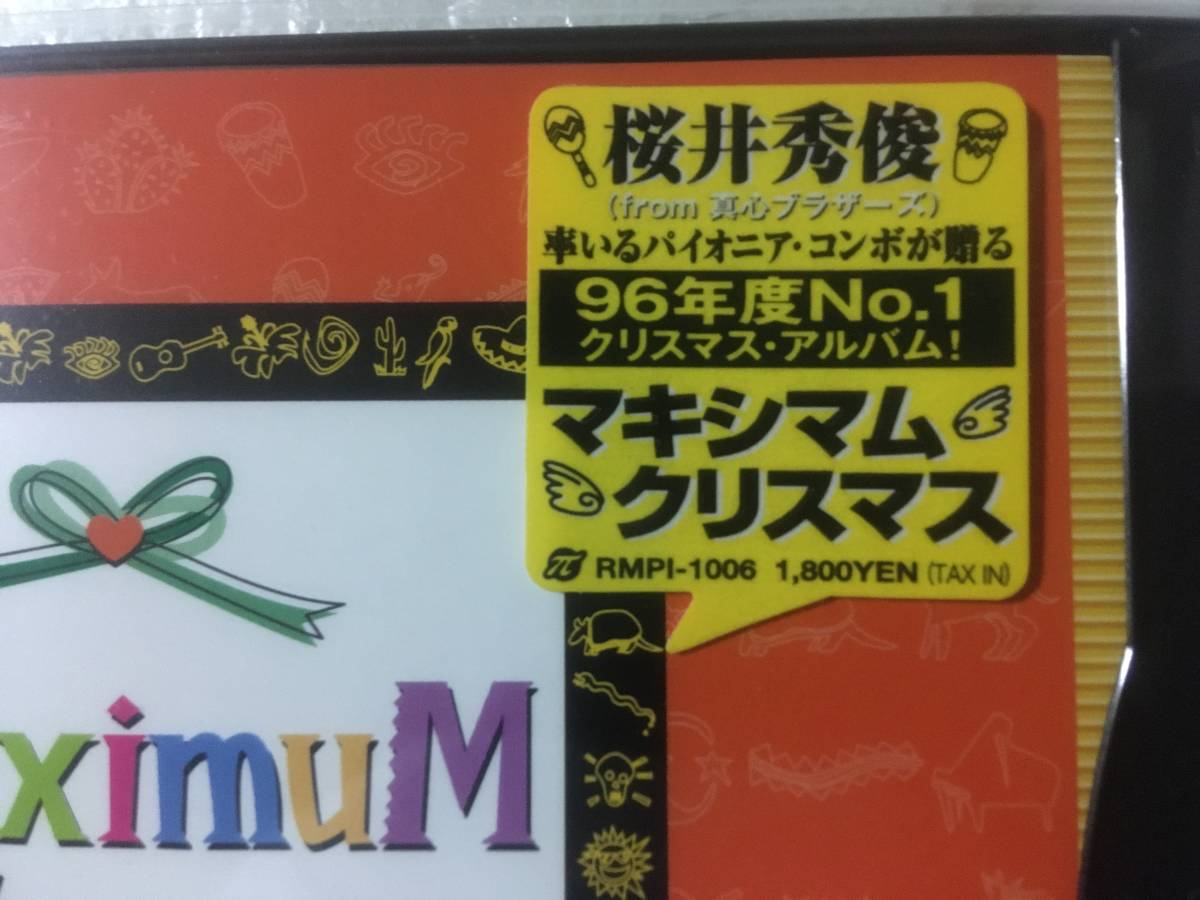 桜井秀俊
(from 真心ブラザーズ)
率いるパイオニア・コンボが贈る
96年度No.1
クリスマス・アルバム!
マキシマム
クリスマス
RMPI-1006 1,800YEN (TAX IN)
ximuM